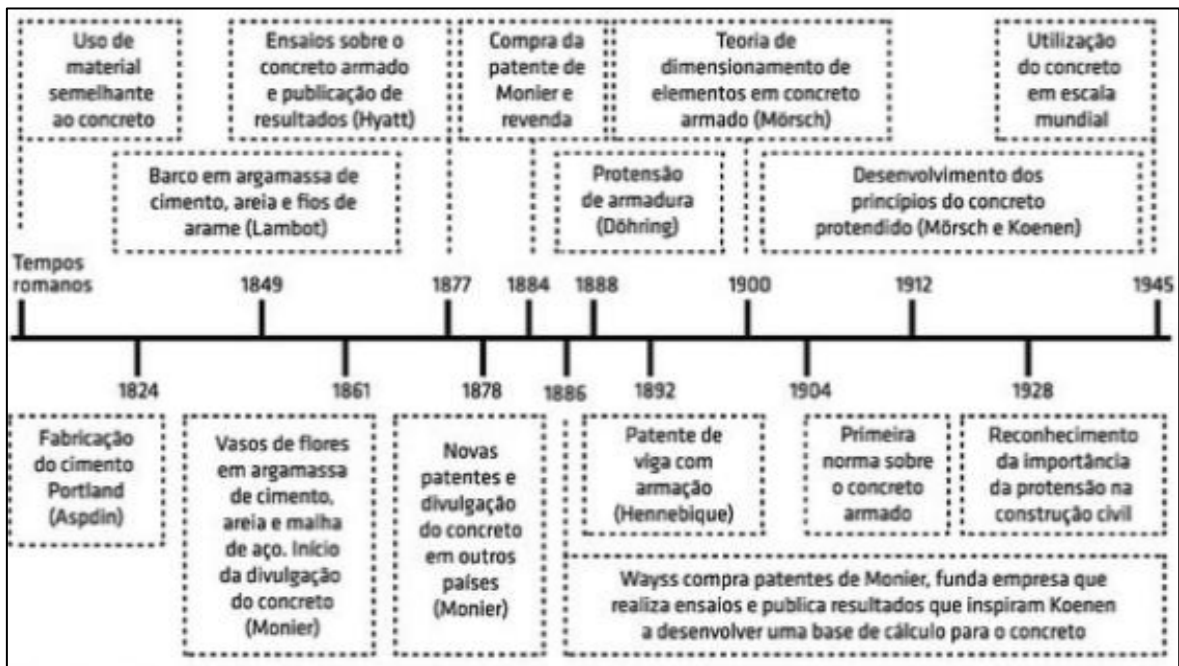 Uso de
material
semelhante
ao concreto
Ensaios sobre o
concreto armado
e publicação de
resultados (Hyatt)
Compra da
patente de
Monier e
revenda
Teoria de
dimensionamento de
elementos em concreto
armado (Mörsch)
Utilização
do concreto
em escala
mundial
Barco em argamassa de
cimento, areia e fios de
arame (Lambot)
Protensão
de armadura
(Döhring)
Desenvolvimento dos
princípios do concreto
protendido (Mörsch e Koenen)
Tempos
romanos
1849
1877
1884
1888
1900
1912
1945
1824
1861
1878
1886
1892
1904
1928
Fabricação
do cimento
Portland
(Aspdin)
Vasos de flores
em argamassa
de cimento,
areia e malha
de aço. Início
da divulgação
do concreto
(Monier)
Novas
patentes e
divulgação
do concreto
em outros
países
(Monier)
Patente de
viga com
armação
(Hennebique)
Primeira
norma sobre
o concreto
armado
Reconhecimento
da importância
da protensão na
construção civil
Wayss compra patentes de Monier, funda empresa que
realiza ensaios e publica resultados que inspiram Koenen
a desenvolver uma base de cálculo para o concreto